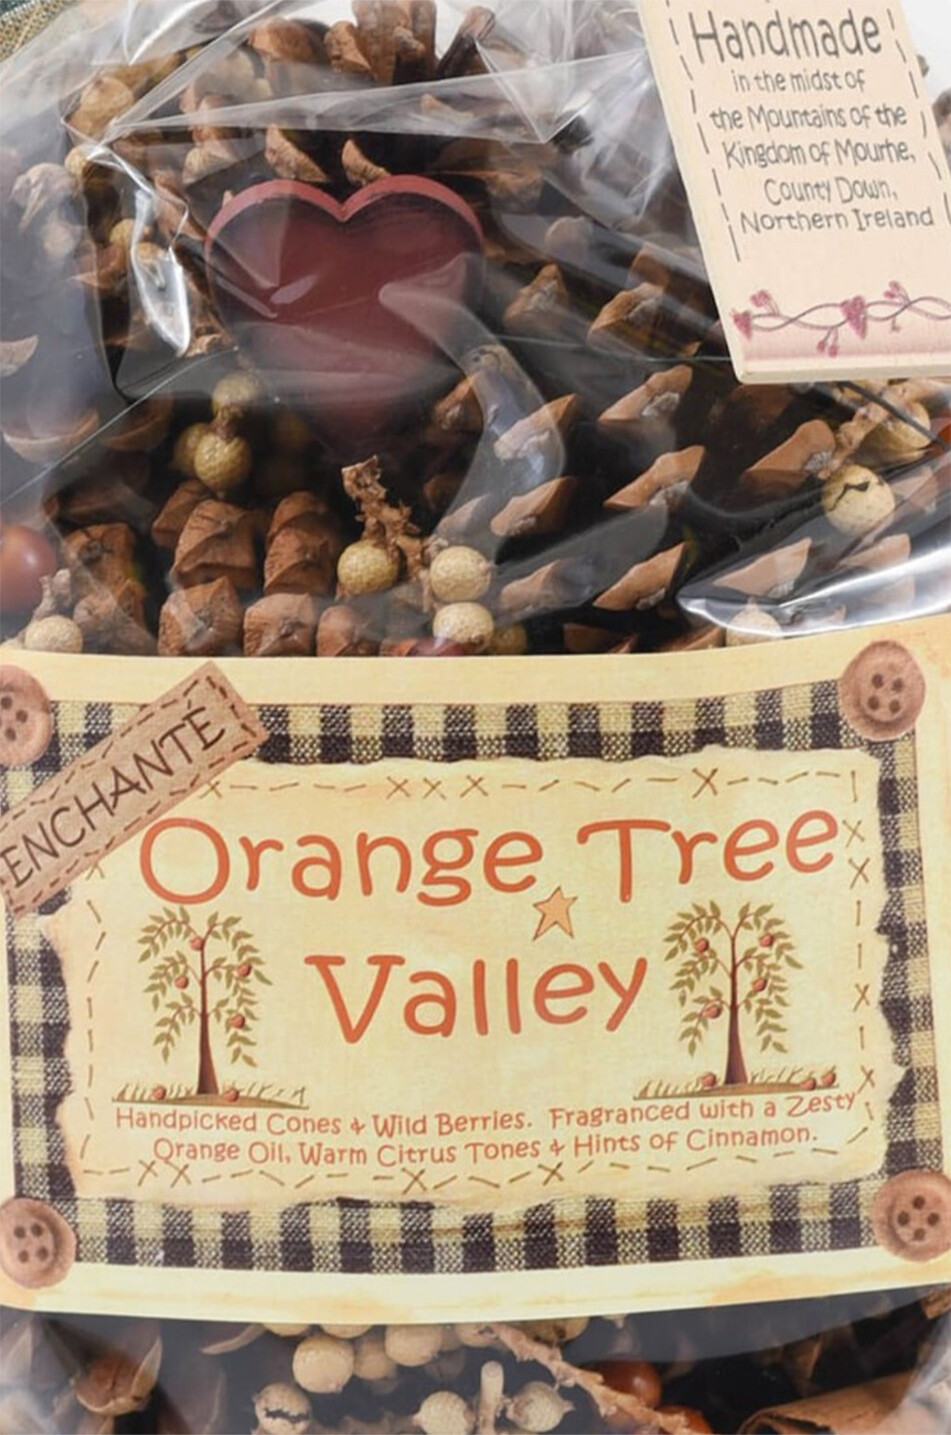 Handmade
in the midst of
the Mountains of the
Kingdom of Mourne,
County Down,
Northern Ireland
ENCHANTE
Orange Tree
Valley
Handpicked Cones & Wild Berries. Fragranced with a Zesty
Orange Oil, Warm Citrus Tones & Hints of Cinnamon.